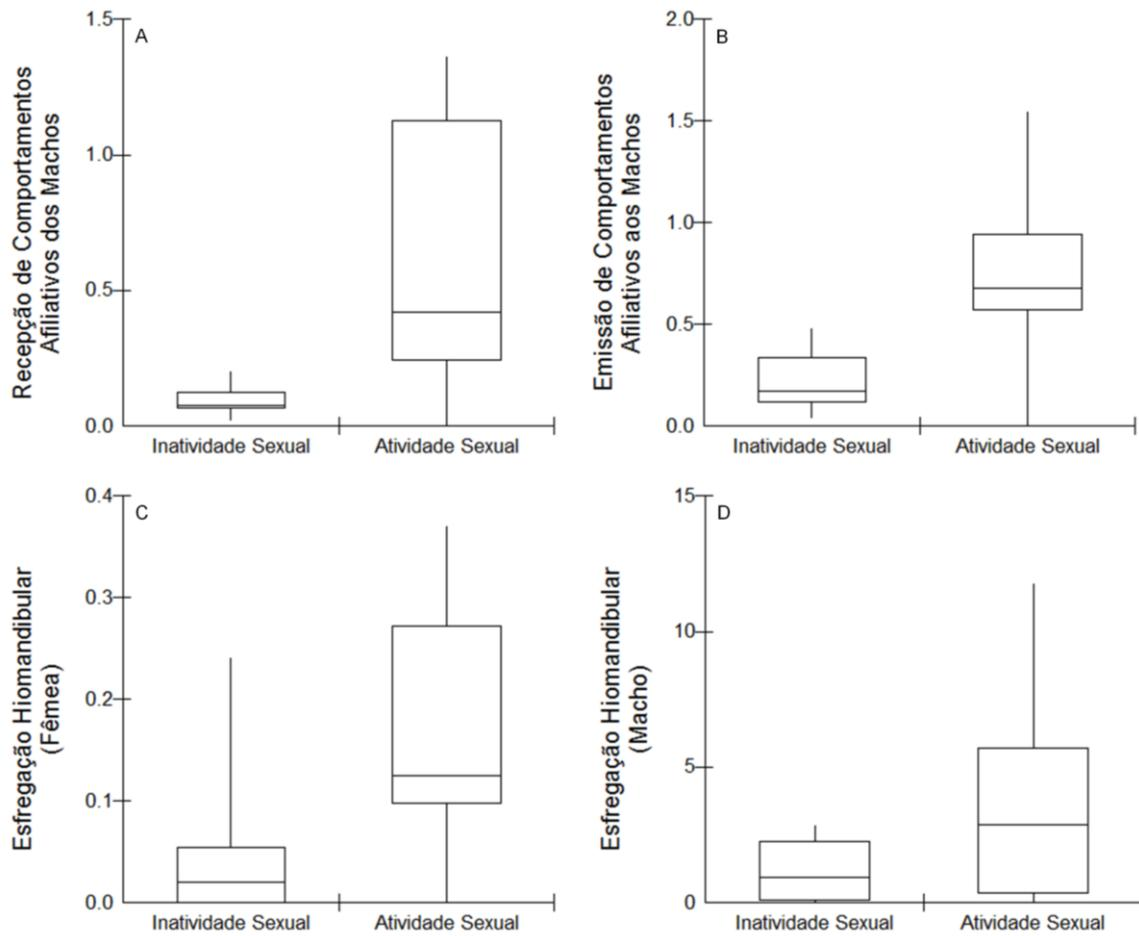 A
Recepção de Comportamentos
Afiliativos dos Machos
1.5
1.0
0.5
0.0
Inatividade Sexual
Atividade Sexual
B
Emissão de Comportamentos
Afiliativos aos Machos
2.0
1.5
1.0
0.5
0.0
Inatividade Sexual
Atividade Sexual
C
Esfregação Hiomandibular
(Fêmea)
0.4
0.3
0.2
0.1
0.0
Inatividade Sexual
Atividade Sexual
D
Esfregação Hiomandibular
(Macho)
15
10
5
0
Inatividade Sexual
Atividade Sexual